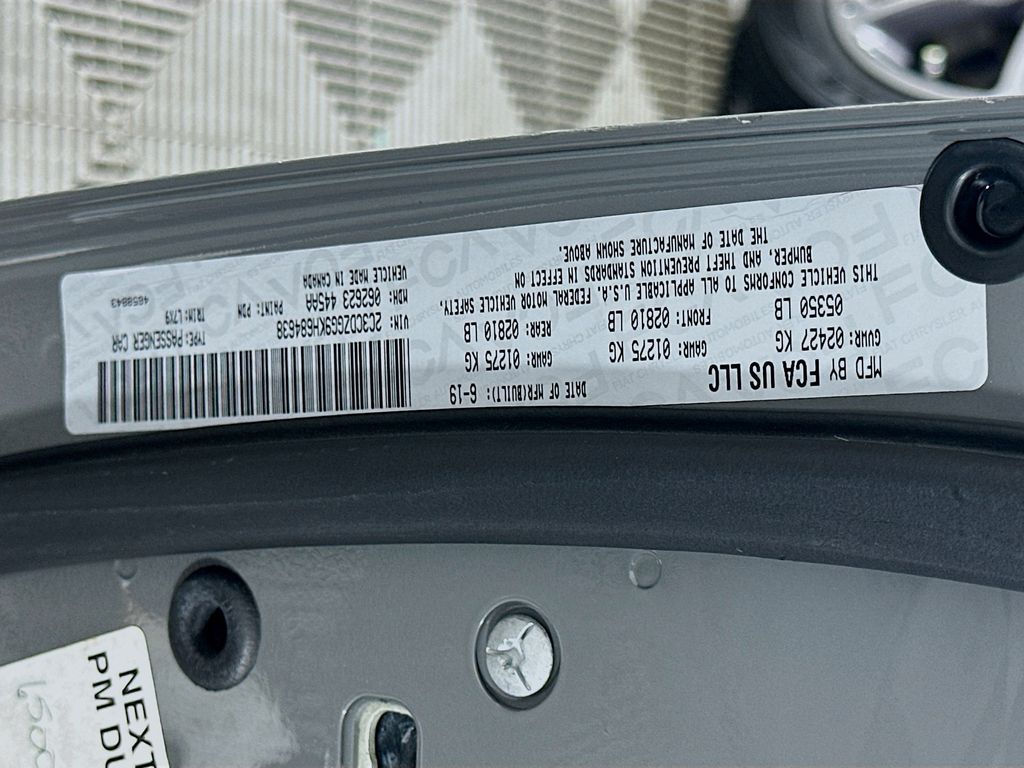 MFD BY FCA US LLC
DATE OF MFR(BUILT): 6-19
GVWR: 02427 KG
GAWR: 01275 KG
GAWR: 01275 KG
05350 LB
FRONT: 02810 LB
REAR: 02810 LB
THIS VEHICLE CONFORMS TO ALL APPLICABLE U.S.A. FEDERAL MOTOR VEHICLE SAFETY,
BUMPER, AND THEFT PREVENTION STANDARDS IN EFFECT ON
THE DATE OF MANUFACTURE SHOWN ABOVE.
VIN: 2C3CDZGG9KH684638
TYPE: PASSENGER CAR
MDH: 062623 445AA
PAINT: PDN
TRIM: L7X9
VEHICLE MADE IN CANADA
4658843
NEXT
PM DU